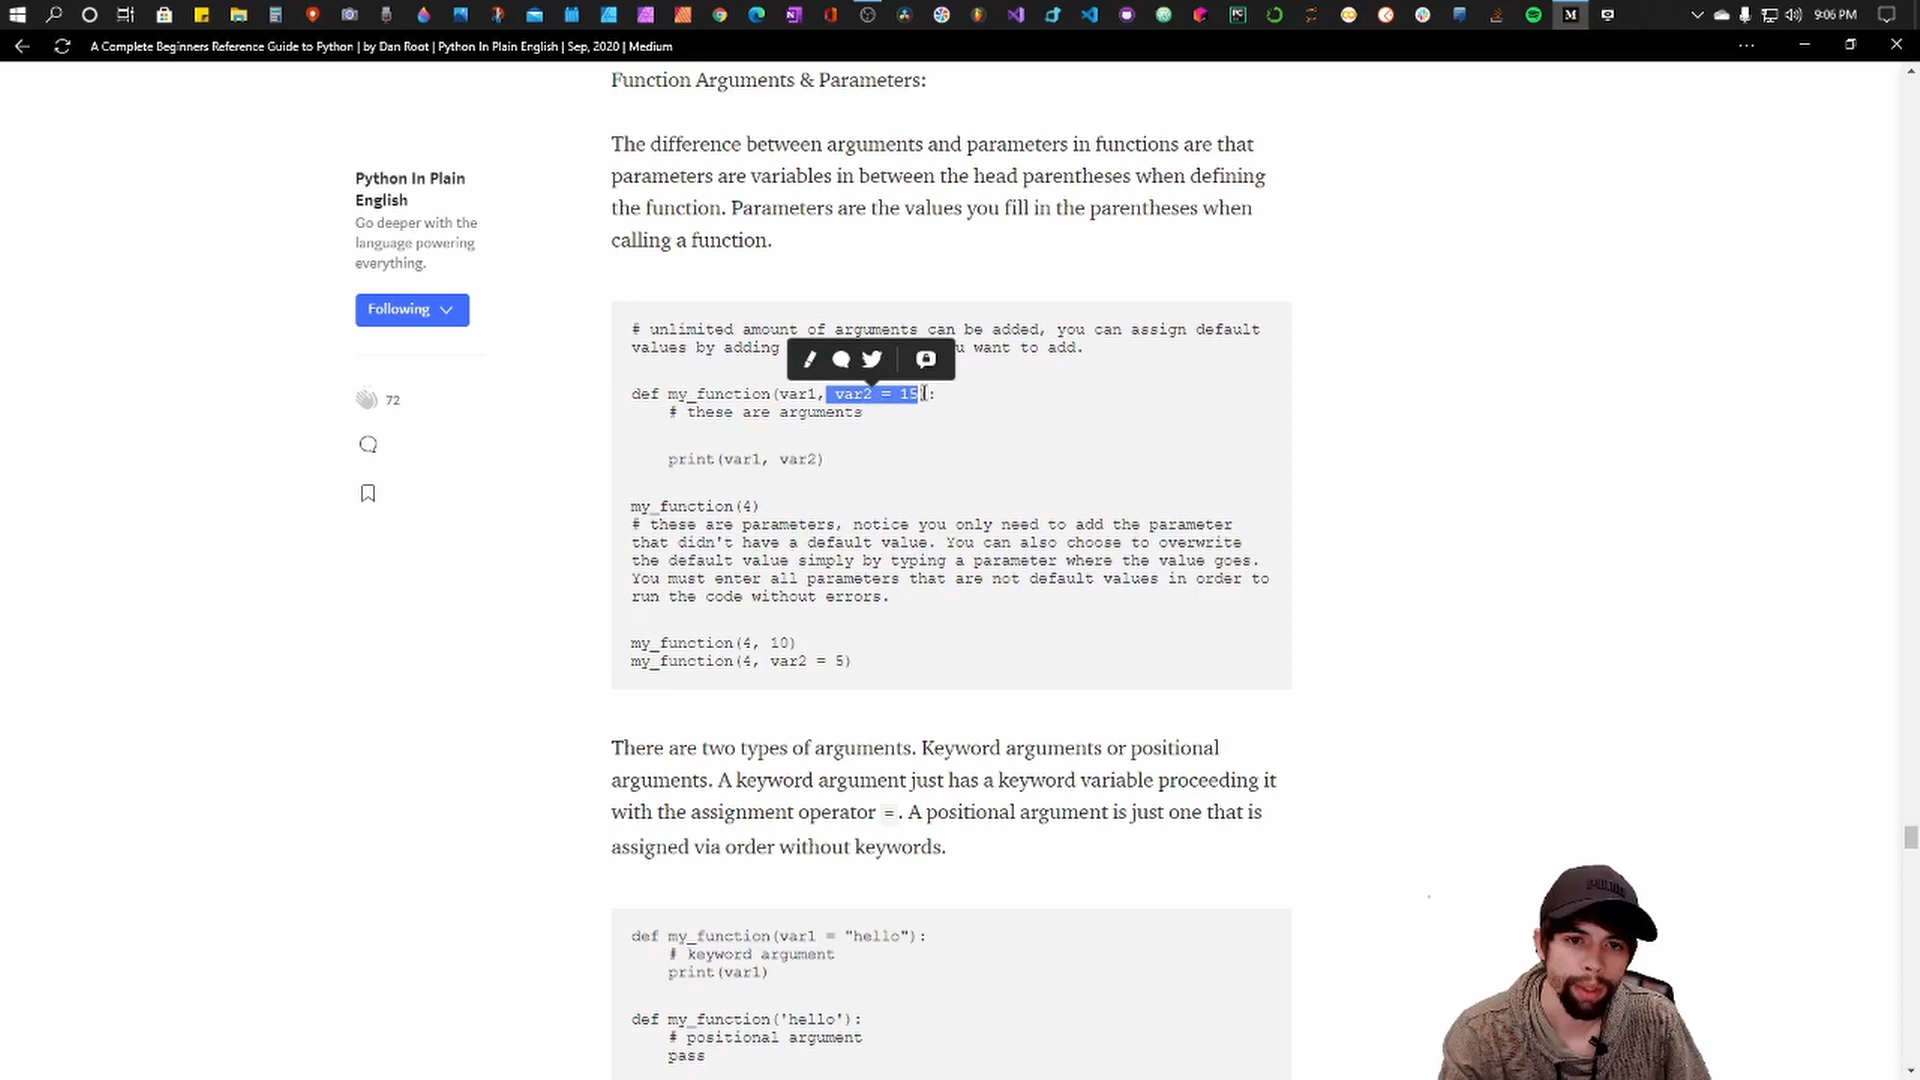 9:06 PM
A Complete Beginners Reference Guide to Python | by Dan Root | Python In Plain English | Sep, 2020 | Medium
Function Arguments & Parameters:
The difference between arguments and parameters in functions are that
parameters are variables in between the head parentheses when defining
the function. Parameters are the values you fill in the parentheses when
calling a function.
Python In Plain
English
Go deeper with the
language powering
everything.
Following
72
# unlimited amount of arguments can be added, you can assign default
values by adding u want to add.
def my_function(var1, var2 = 15):
# these are arguments
print(var1, var2)
my_function(4)
# these are parameters, notice you only need to add the parameter
that didn't have a default value. You can also choose to overwrite
the default value simply by typing a parameter where the value goes.
You must enter all parameters that are not default values in order to
run the code without errors.
my_function(4, 10)
my_function(4, var2 = 5)
There are two types of arguments. Keyword arguments or positional
arguments. A keyword argument just has a keyword variable proceeding it
with the assignment operator = . A positional argument is just one that is
assigned via order without keywords.
def my_function(var1 = "hello"):
# keyword argument
print(var1)
def my_function('hello'):
# positional argument
pass